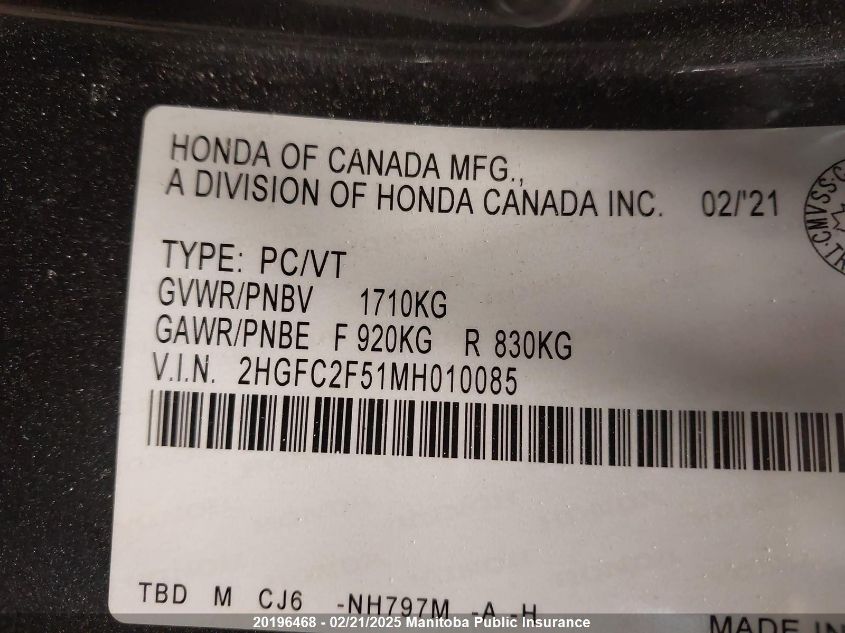 HONDA OF CANADA MFG.,
A DIVISION OF HONDA CANADA INC. 02/'21
CMVSS
TYPE: PC/VT
GVWR/PNBV 1710KG
GAWR/PNBE F 920KG R 830KG
V.I.N. 2HGFC2F51MH010085
TBD M CJ6 -NH797M -A -H
MADE IN
20196468 - 02/21/2025 Manitoba Public Insurance